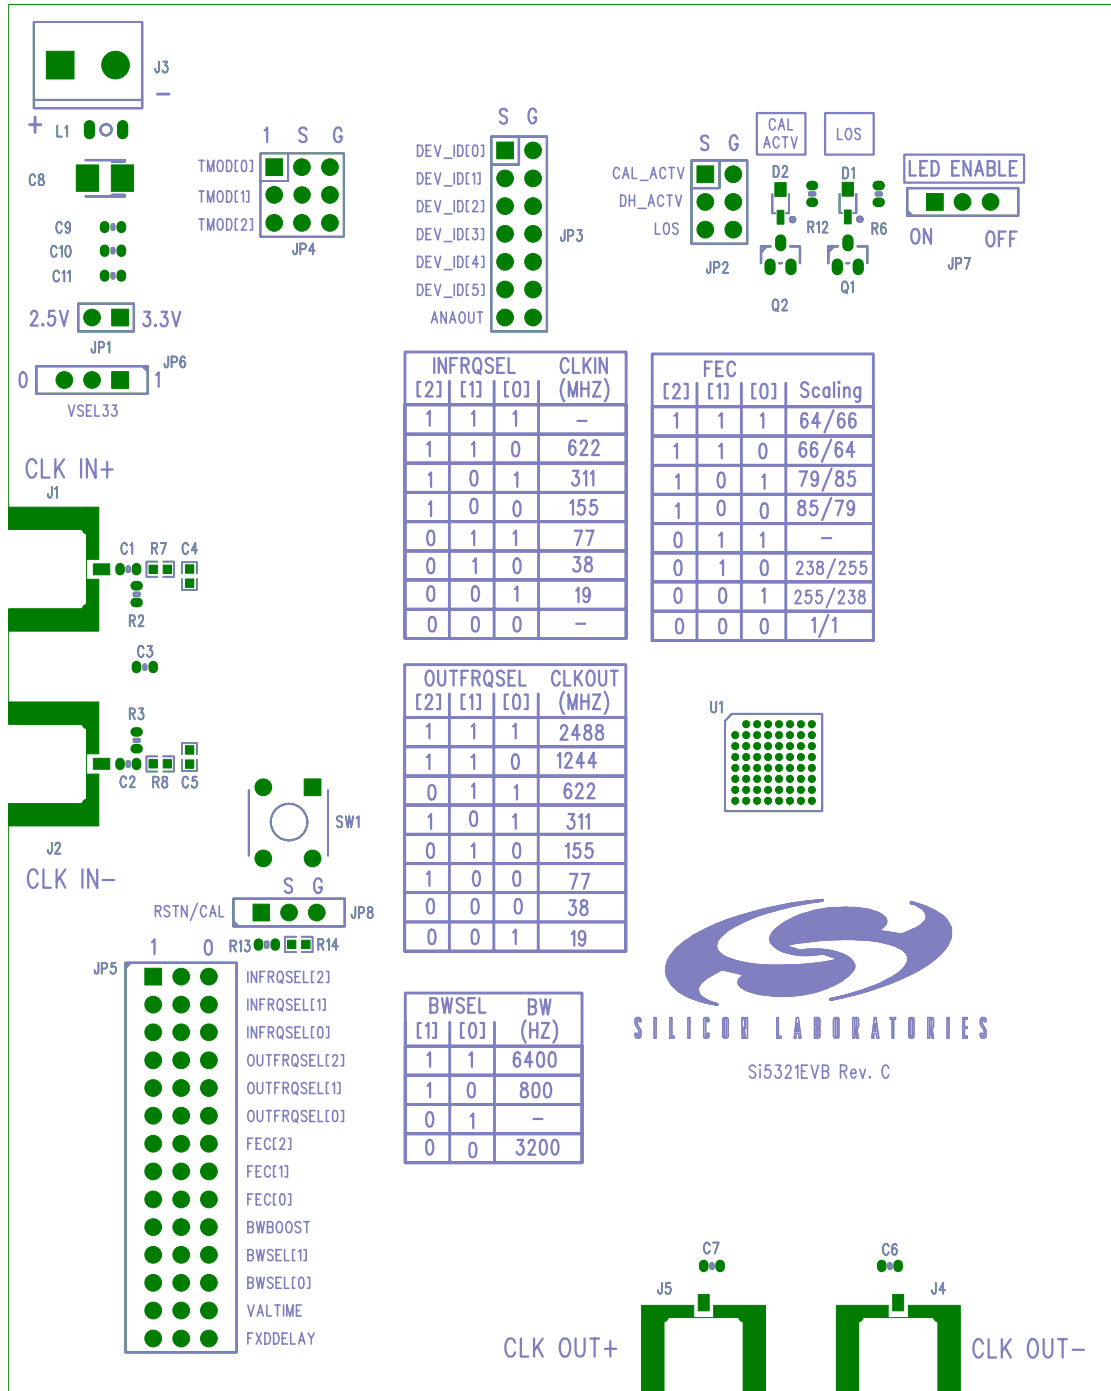 J3
+
-
L1
C8
C9
C10
C11
2.5V
3.3V
JP1
JP6
0
1
VSEL33
1 S G
TMOD[0]
TMOD[1]
TMOD[2]
JP4
S G
DEV_ID[0]
DEV_ID[1]
DEV_ID[2]
DEV_ID[3]
DEV_ID[4]
DEV_ID[5]
ANAOUT
JP3
S G
CAL_ACTV
DH_ACTV
LOS
JP2
CAL
ACTV
LOS
D2
D1
R12
R6
Q2
Q1
LED ENABLE
ON
OFF
JP7
INFRQSEL CLKIN
[2] [1] [0] (MHZ)
1 1 1 -
1 1 0 622
1 0 1 311
1 0 0 155
0 1 1 77
0 1 0 38
0 0 1 19
0 0 0 -
FEC
[2] [1] [0] Scaling
1 1 1 64/66
1 1 0 66/64
1 0 1 79/85
1 0 0 85/79
0 1 1 -
0 1 0 238/255
0 0 1 255/238
0 0 0 1/1
CLK IN+
J1
C1
R7
C4
R2
C3
R3
C2
R8
C5
J2
CLK IN-
SW1
OUTFRQSEL CLKOUT
[2] [1] [0] (MHZ)
1 1 1 2488
1 1 0 1244
0 1 1 622
1 0 1 311
0 1 0 155
1 0 0 77
0 0 0 38
0 0 1 19
U1
S G
RSTN/CAL
JP8
R13
R14
1 0
JP5
INFRQSEL[2]
INFRQSEL[1]
INFRQSEL[0]
OUTFRQSEL[2]
OUTFRQSEL[1]
OUTFRQSEL[0]
FEC[2]
FEC[1]
FEC[0]
BWBOOST
BWSEL[1]
BWSEL[0]
VALTIME
FXDDELAY
BWSEL BW
[1] [0] (HZ)
1 1 6400
1 0 800
0 1 -
0 0 3200
SILICON LABORATORIES
Si5321EVB Rev. C
C7
C6
J5
J4
CLK OUT+
CLK OUT-